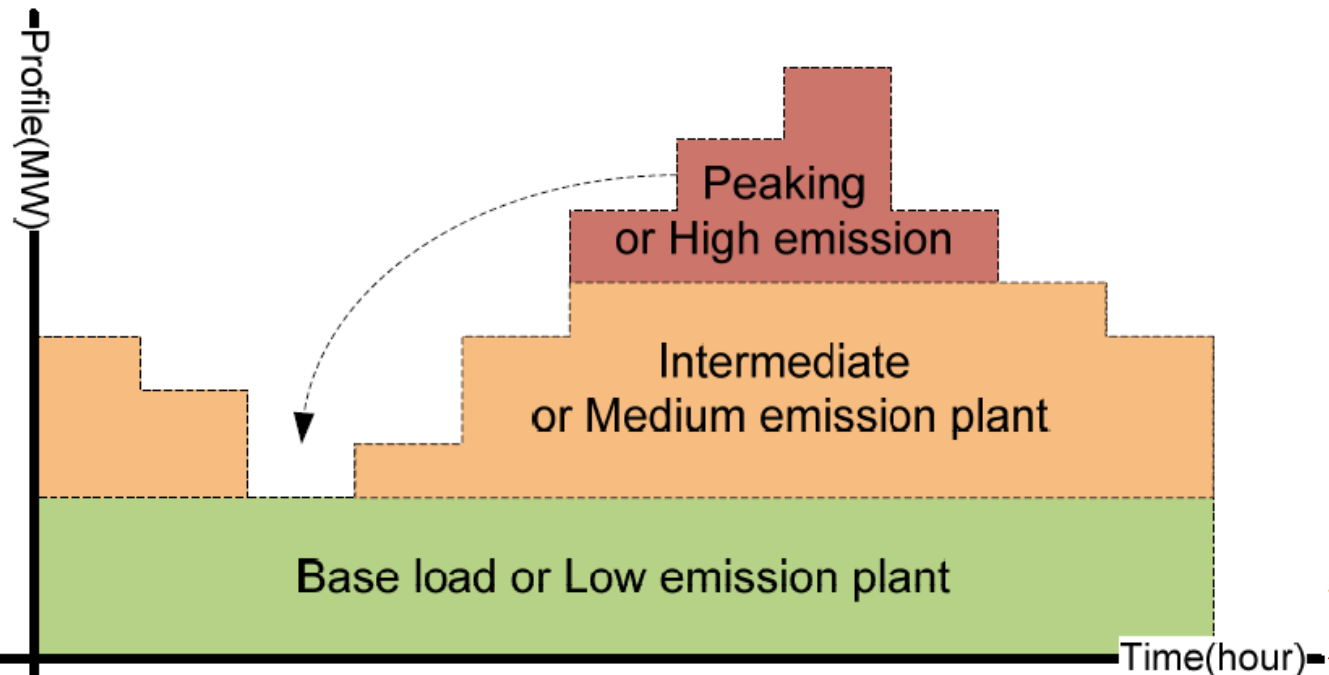 Profile(MW)
Peaking
or High emission
Intermediate
or Medium emission plant
Base load or Low emission plant
Time(hour)